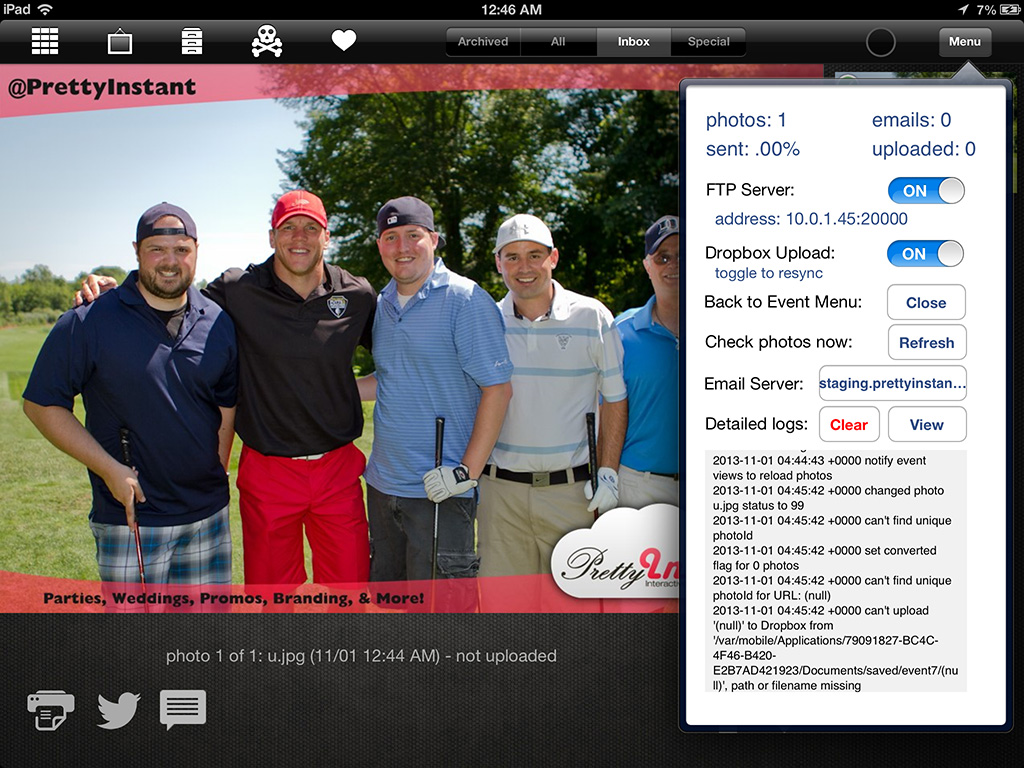 iPad 12:46 AM 7%
Archived All Inbox Special Menu
@PrettyInstant
photos: 1 emails: 0
sent: .00% uploaded: 0
FTP Server: ON
address: 10.0.1.45:20000
Dropbox Upload: ON
toggle to resync
Back to Event Menu: Close
Check photos now: Refresh
Email Server: staging.prettyinstan...
Detailed logs: Clear View
2013-11-01 04:44:43 +0000 notify event
views to reload photos
2013-11-01 04:45:42 +0000 changed photo
u.jpg status to 99
2013-11-01 04:45:42 +0000 can't find unique
photoId
2013-11-01 04:45:42 +0000 set converted
flag for 0 photos
2013-11-01 04:45:42 +0000 can't find unique
photoId for URL: (null)
2013-11-01 04:45:42 +0000 can't upload
'(null)' to Dropbox from
'/var/mobile/Applications/79091827-BC4C-
4F46-B420-
E2B7AD421923/Documents/saved/event7/(nu
ll)', path or filename missing
Pretty In
Interactiv
Parties, Weddings, Promos, Branding, & More!
photo 1 of 1: u.jpg (11/01 12:44 AM) - not uploaded